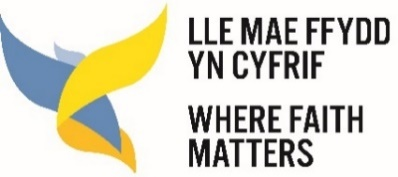 LLE MAE FFYDD
YN CYFRIF
WHERE FAITH
MATTERS